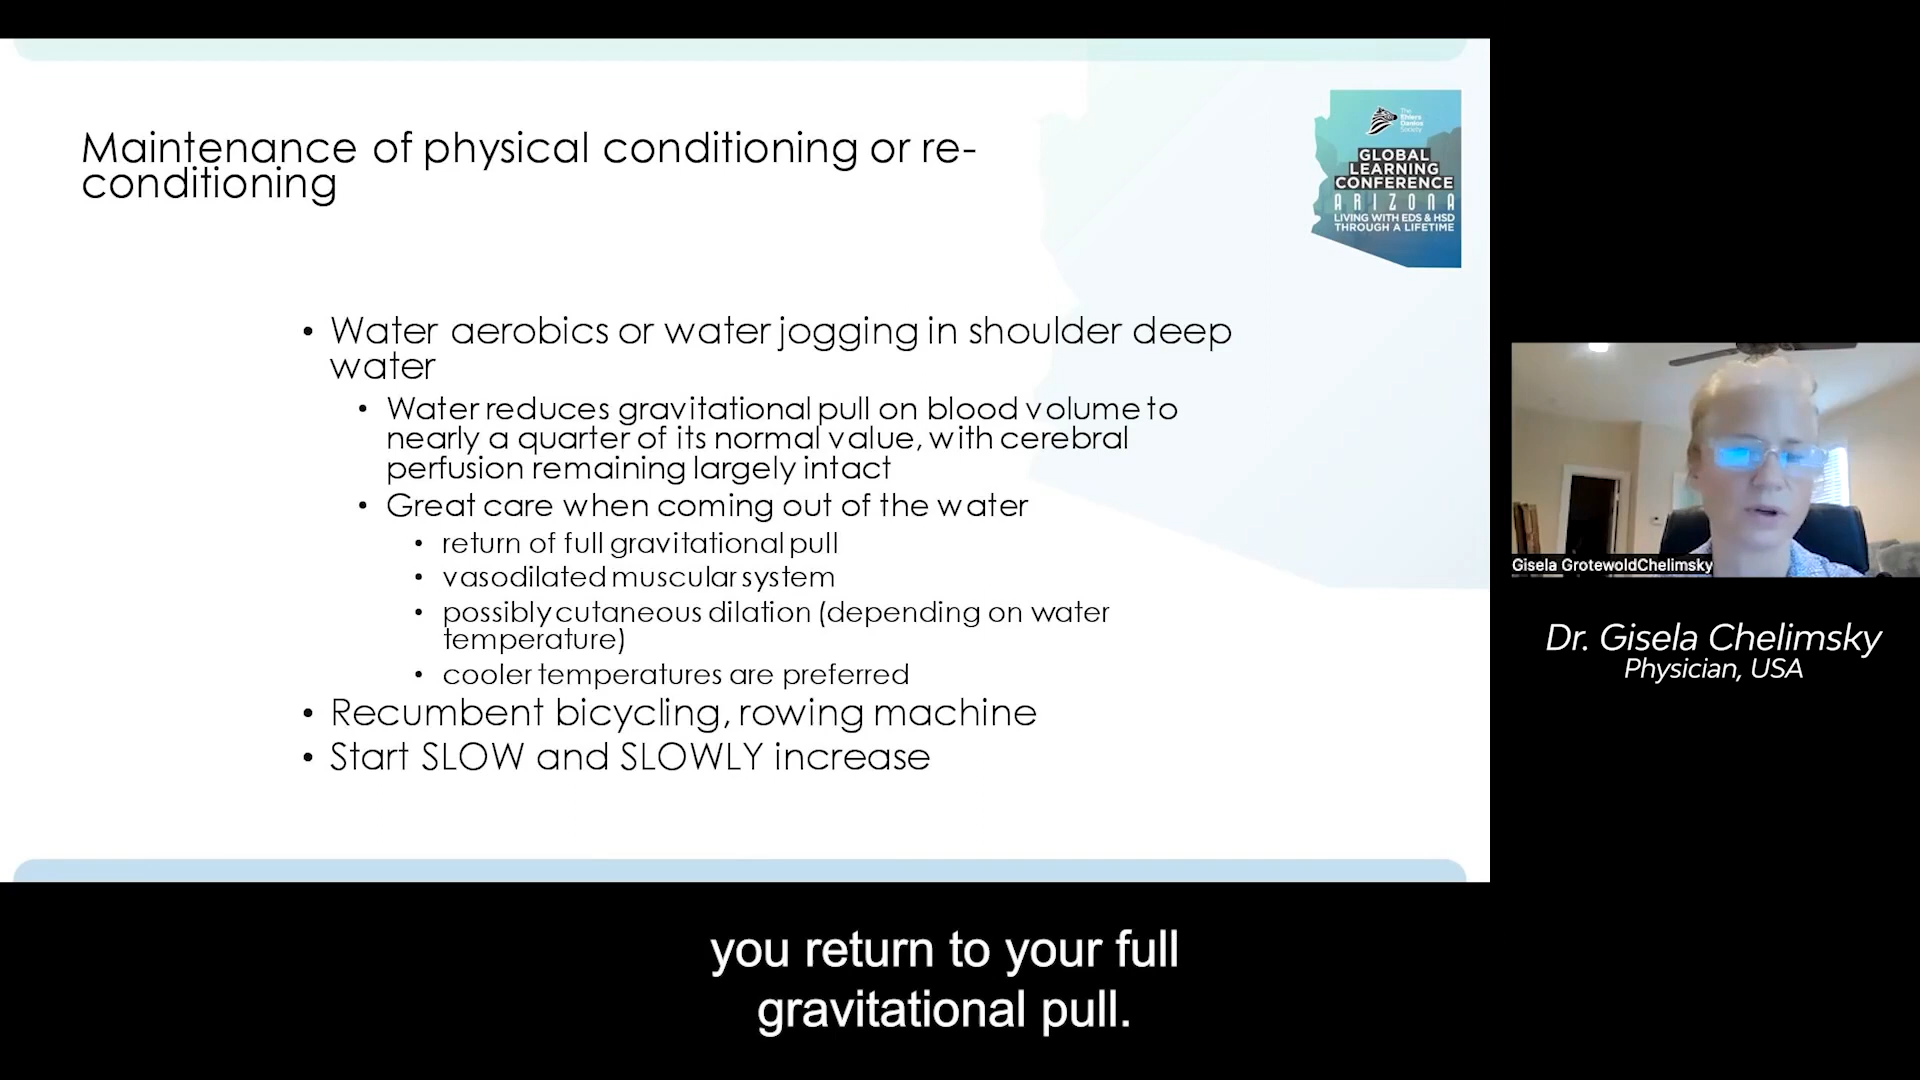 Maintenance of physical conditioning or re-
conditioning
The
Ehlers
Danlos
Society
GLOBAL
LEARNING
CONFERENCE
ARIZONA
LIVING WITH EDS & HSD
THROUGH A LIFETIME
• Water aerobics or water jogging in shoulder deep
water
• Water reduces gravitational pull on blood volume to
nearly a quarter of its normal value, with cerebral
perfusion remaining largely intact
• Great care when coming out of the water
• return of full gravitational pull
• vasodilated muscular system
• possibly cutaneous dilation (depending on water
temperature)
• cooler temperatures are preferred
• Recumbent bicycling, rowing machine
• Start SLOW and SLOWLY increase
Gisela GrotewoldChelimsky
Dr. Gisela Chelimsky
Physician, USA
you return to your full
gravitational pull.